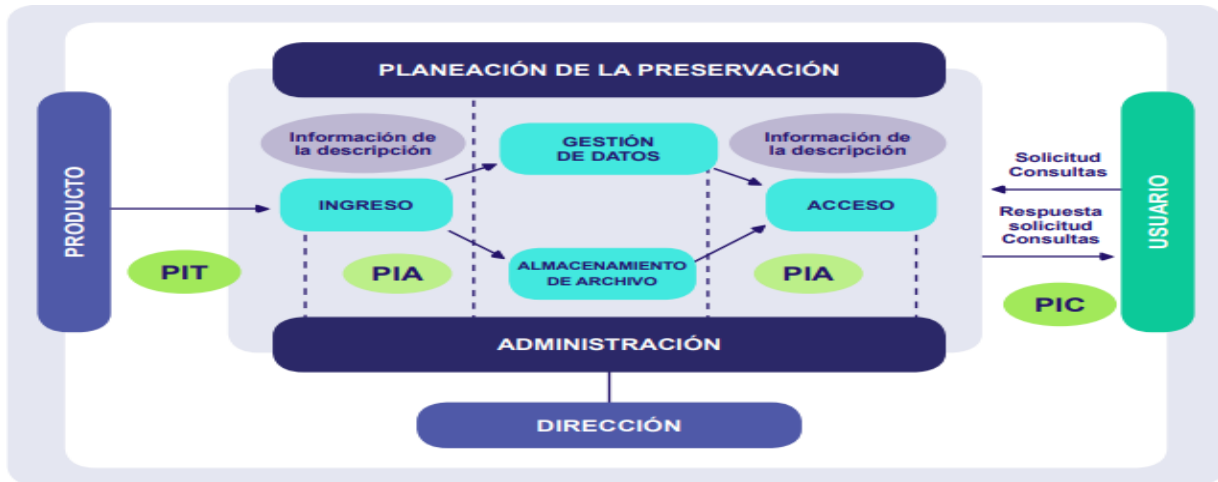 PLANEACIÓN DE LA PRESERVACIÓN
PRODUCTO
Información de
la descripción
GESTIÓN
DE DATOS
Información de
la descripción
Solicitud
Consultas
INGRESO
ACCESO
Respuesta
solicitud
Consultas
USUARIO
PIT
PIA
ALMACENAMIENTO
DE ARCHIVO
PIA
PIC
ADMINISTRACIÓN
DIRECCIÓN